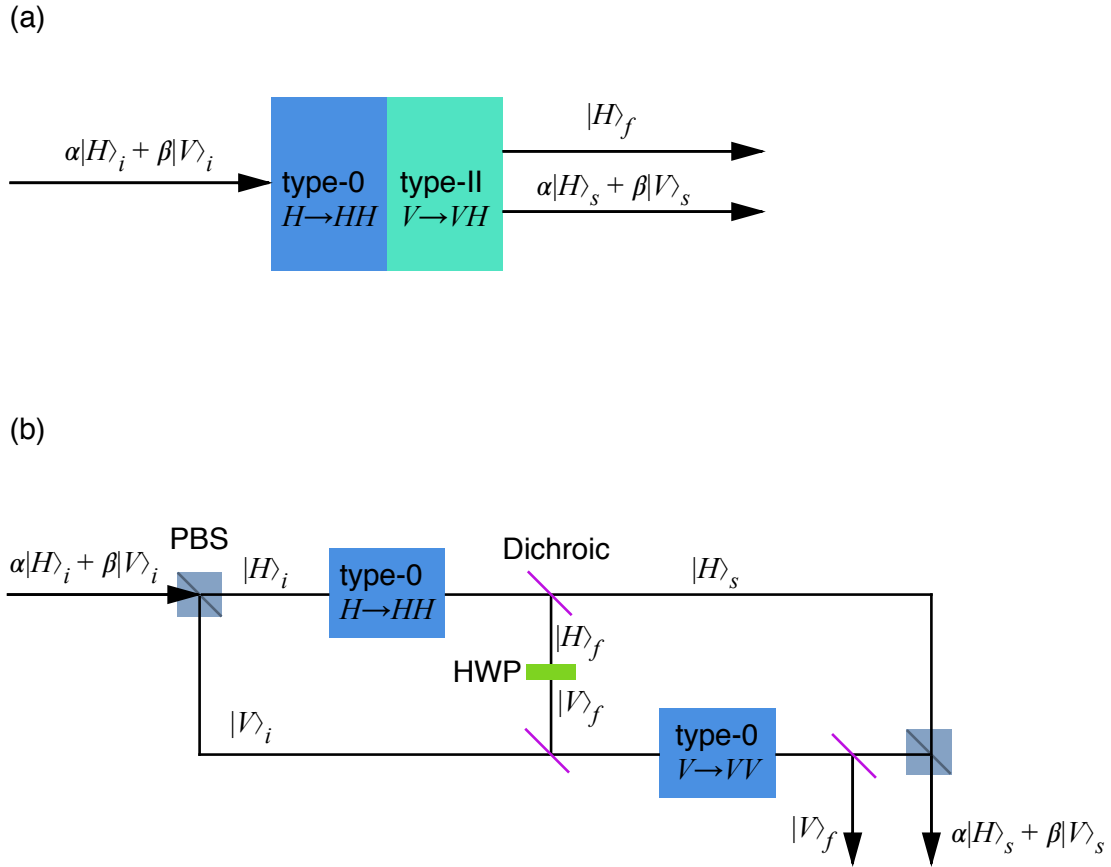 (a)
|H⟩f
α|H⟩i + β|V⟩i
type-0 type-II
α|H⟩s + β|V⟩s
H→HH V→VH
(b)
PBS
Dichroic
α|H⟩i + β|V⟩i
|H⟩i
type-0
H→HH
|H⟩s
|H⟩f
HWP
|V⟩f
|V⟩i
type-0
V→VV
|V⟩f
α|H⟩s + β|V⟩s